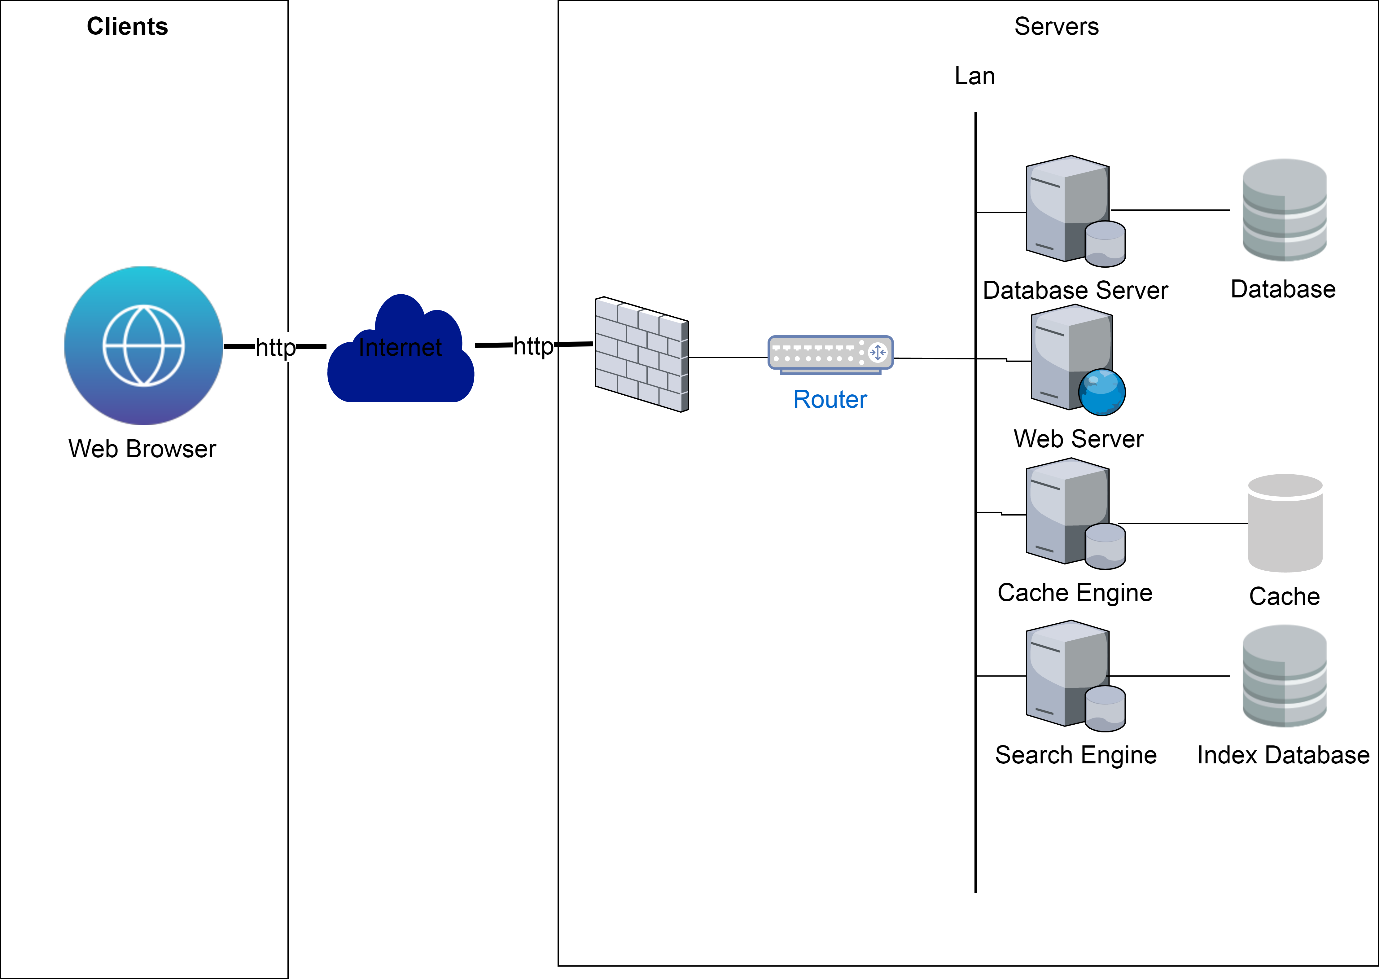 Clients
Servers
Lan
Database Server
Database
http
Internet
http
Router
Web Browser
Web Server
Cache Engine
Cache
Search Engine
Index Database